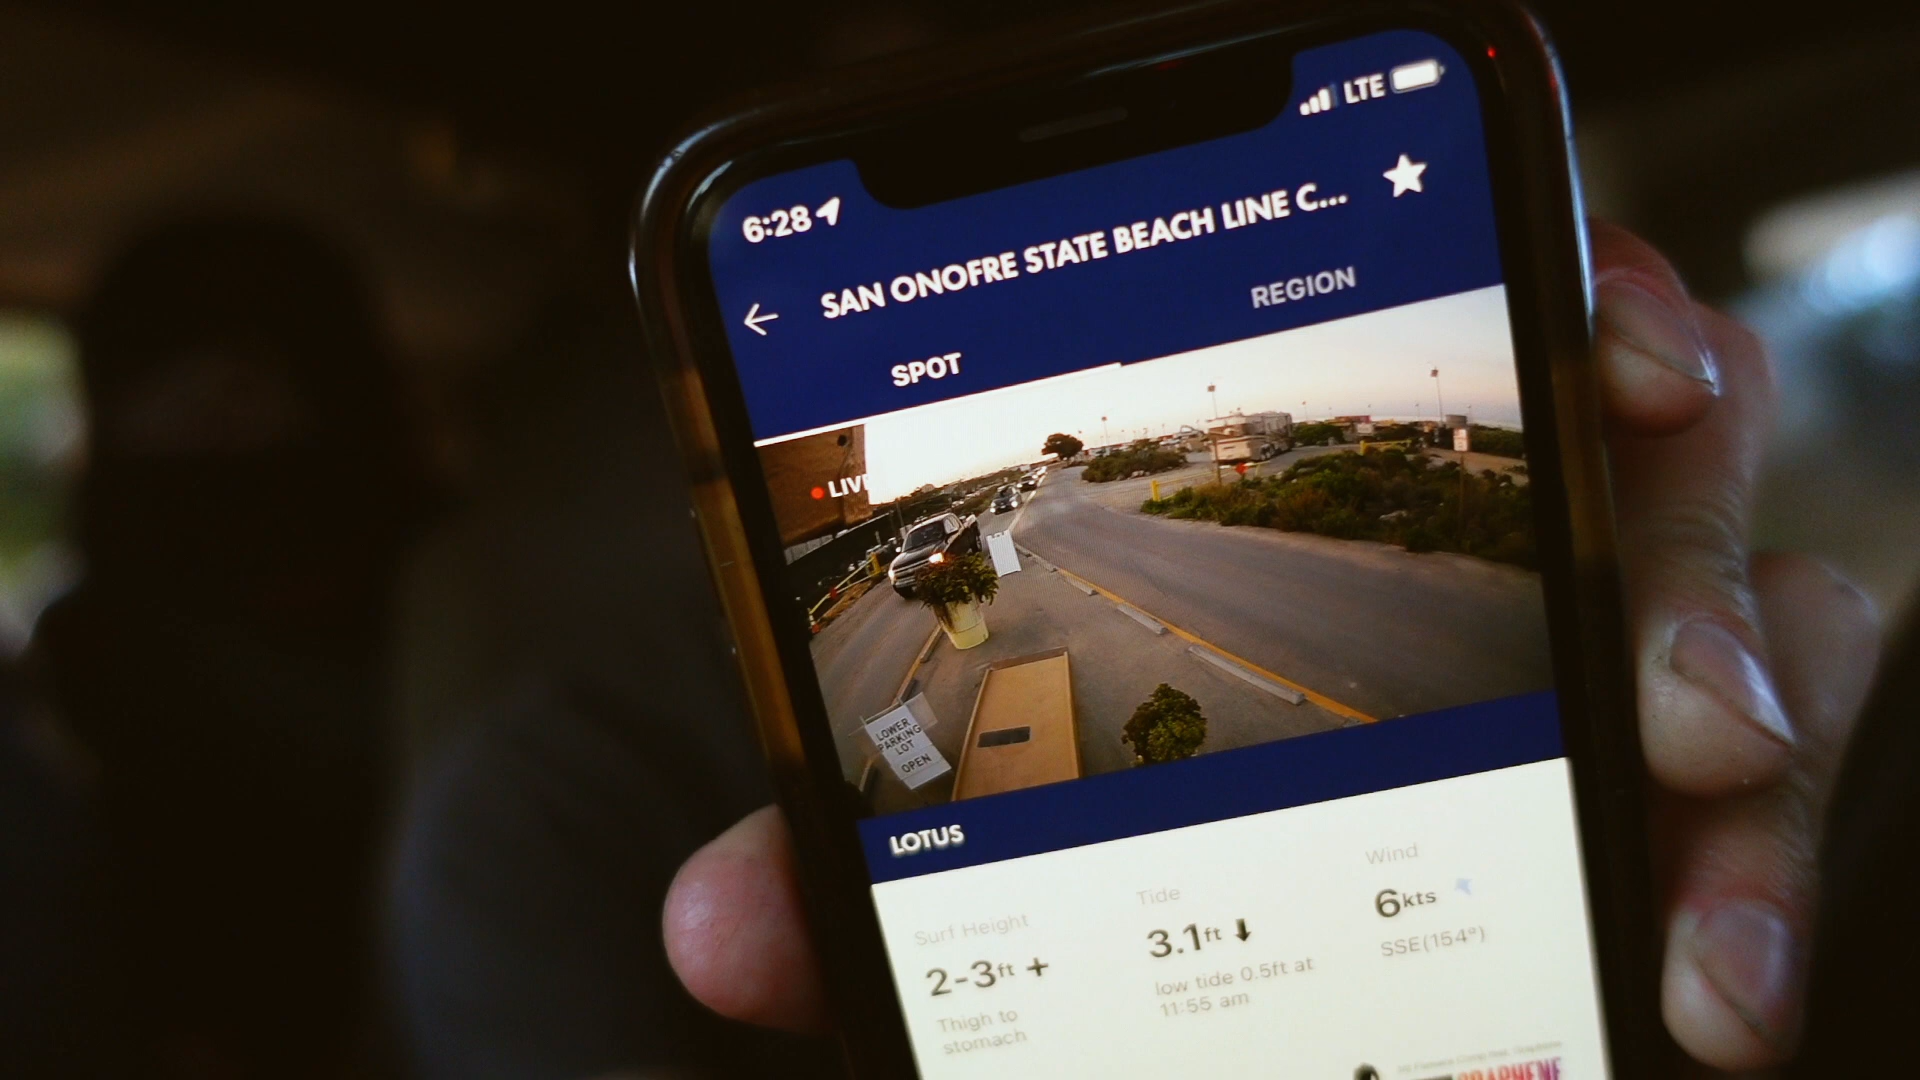 6:28
LTE
SAN ONOFRE STATE BEACH LINE C...
SPOT
REGION
LIV
LOWER
PARKING
LOT
OPEN
LOTUS
Surf Height
2-3ft +
Thigh to
stomach
Tide
3.1ft
low tide 0.5ft at
11:55 am
Wind
6kts
SSE(154°)
GRAPHENE